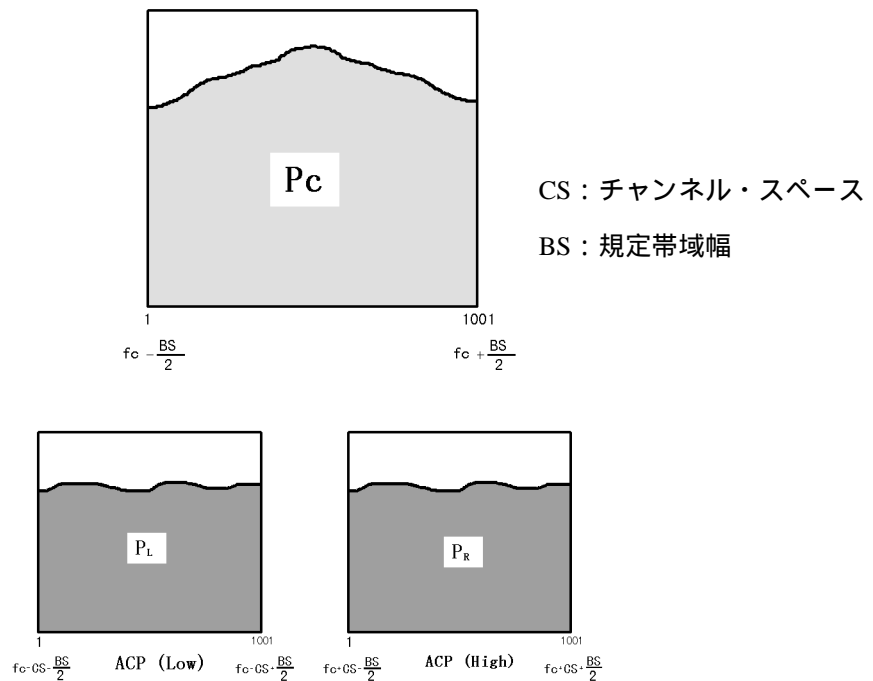 Pc
CS：チャンネル・スペース
BS：規定帯域幅
1 1001
fc - BS/2 fc + BS/2
PL PR
1 1001 1 1001
fc-CS-BS/2 ACP (Low) fc-CS+BS/2 fc+CS-BS/2 ACP (High) fc+CS+BS/2